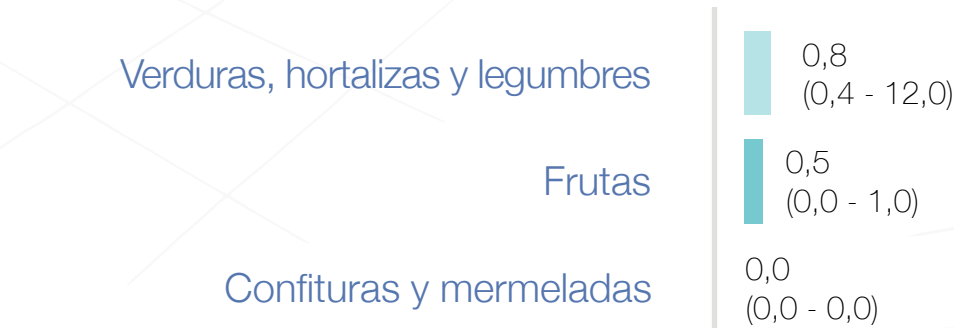 Verduras, hortalizas y legumbres
0,8
(0,4 - 12,0)
Frutas
0,5
(0,0 - 1,0)
Confituras y mermeladas
0,0
(0,0 - 0,0)